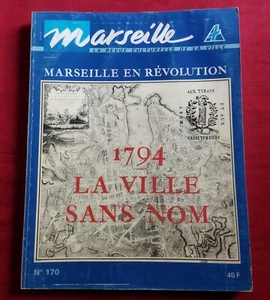 marseille
LA REVUE CULTURELLE DE LA VILLE
MARSEILLE EN RÉVOLUTION
AUX TYRANS
1794
LA VILLE
SANS NOM
N° 170
45 F